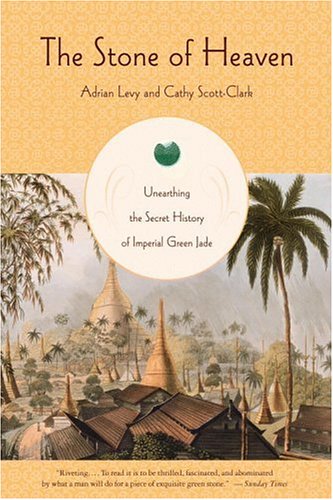 The Stone of Heaven
Adrian Levy and Cathy Scott-Clark
Unearthing
the Secret History
of Imperial Green Jade
"Riveting. . . . To read it is to be thrilled, fascinated, and abominated
by what a man will do for a piece of exquisite green stone." — Sunday Times